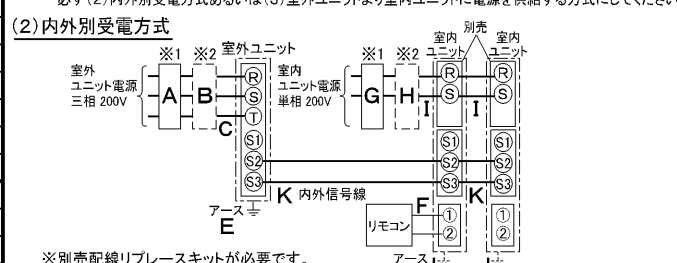 必ず(2)内外別受電方式あるいは(3)室外ユニットより室内ユニットに電源を供給する方式にしてください
(2)内外別受電方式
別売
※1 ※2 室外ユニット
※1 ※2 室内ユニット 室内ユニット
室外ユニット電源 三相 200V
A B C
R
S
T
S1
S2
S3
室内ユニット電源 単相 200V
G H I I
R
S
S1
S2
S3
R
S
S1
S2
S3
K 内外信号線 K
アース
E
リモコン
F
①
②
①
②
アース
※別売配線リプレースキットが必要です。